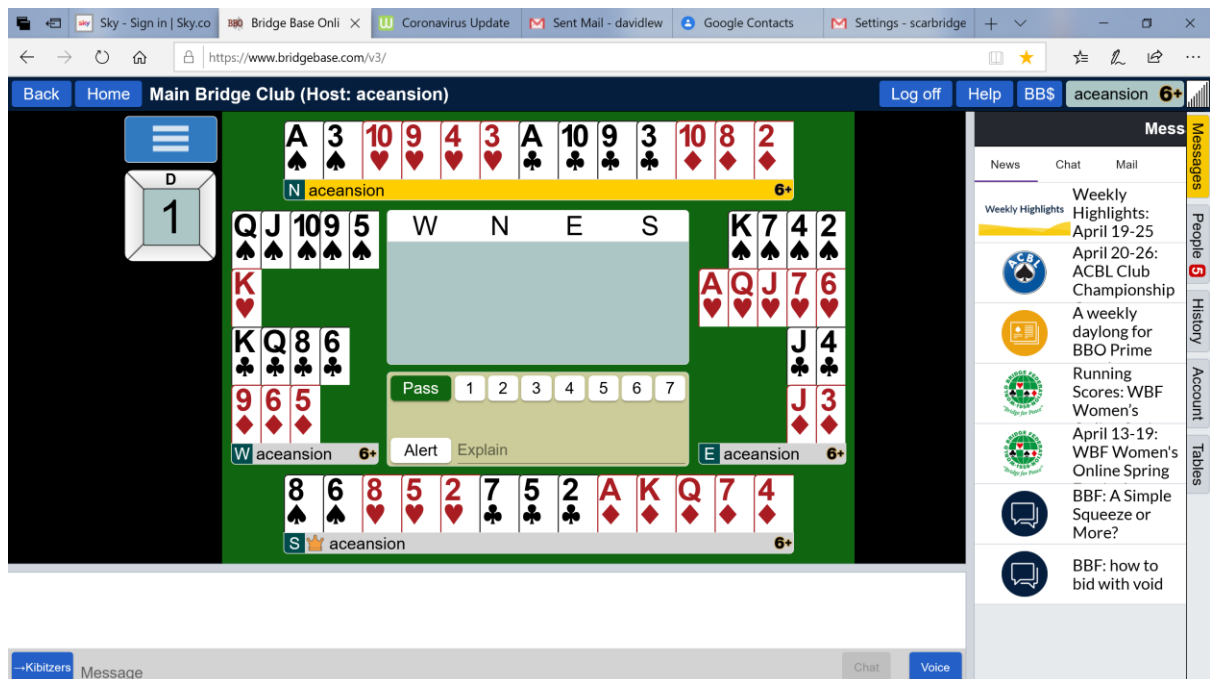 Sky - Sign in | Sky.co
Bridge Base Onli
Coronavirus Update
Sent Mail - davidlew
Google Contacts
Settings - scarbridge
https://www.bridgebase.com/v3/
Back Home Main Bridge Club (Host: aceansion) Log off Help BB$ aceansion 6+
D
1
A 3 10 9 4 3 A 10 9 3 10 8 2
N aceansion 6+
Q J 10 9 5
K
K Q 8 6
9 6 5
W aceansion 6+
W N E S
Pass 1 2 3 4 5 6 7
Alert Explain
K 7 4 2
A Q J 7 6
J 4
J 3
E aceansion 6+
8 6 8 5 2 7 5 2 A K Q 7 4
S aceansion 6+
→Kibitzers Message Chat Voice
Mess
News Chat Mail
Weekly Highlights
Weekly
Highlights:
April 19-25
ACBL
April 20-26:
ACBL Club
Championship
A weekly
daylong for
BBO Prime
Running
Scores: WBF
Women's
April 13-19:
WBF Women's
Online Spring
BBF: A Simple
Squeeze or
More?
BBF: how to
bid with void
Messages
People 5
History
Account
Tables